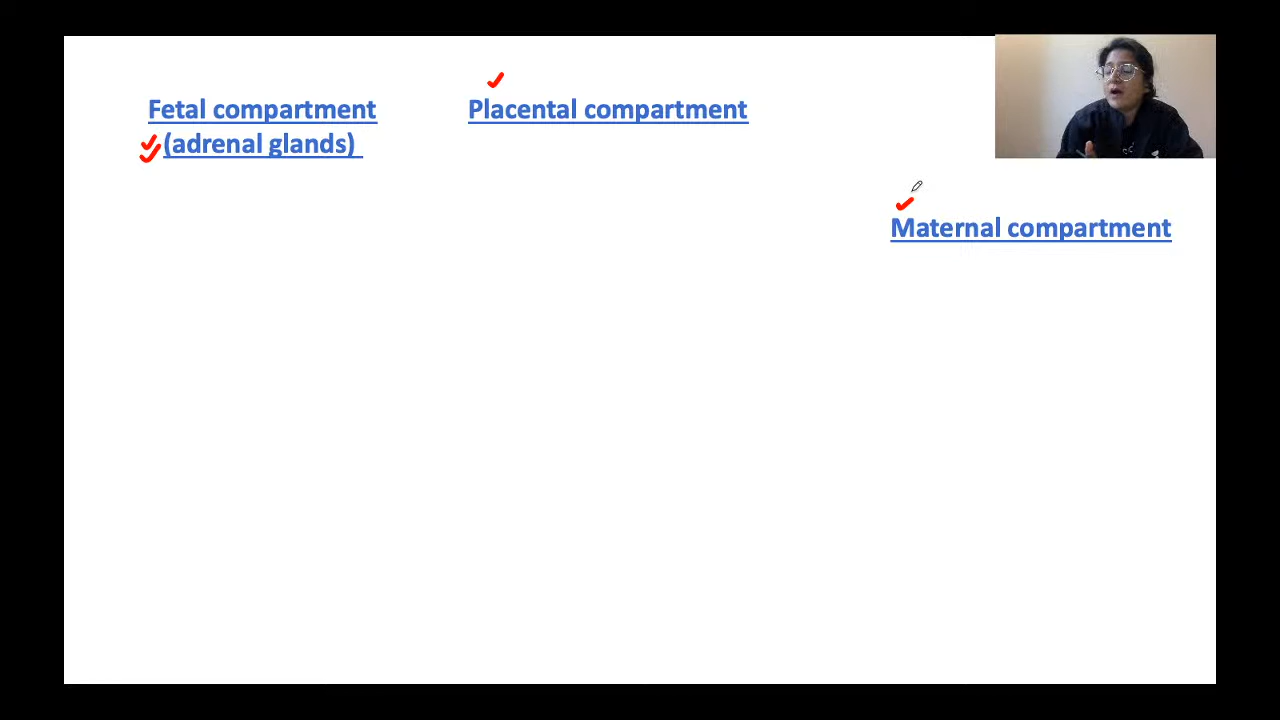 Fetal compartment
(adrenal glands)
Placental compartment
Maternal compartment